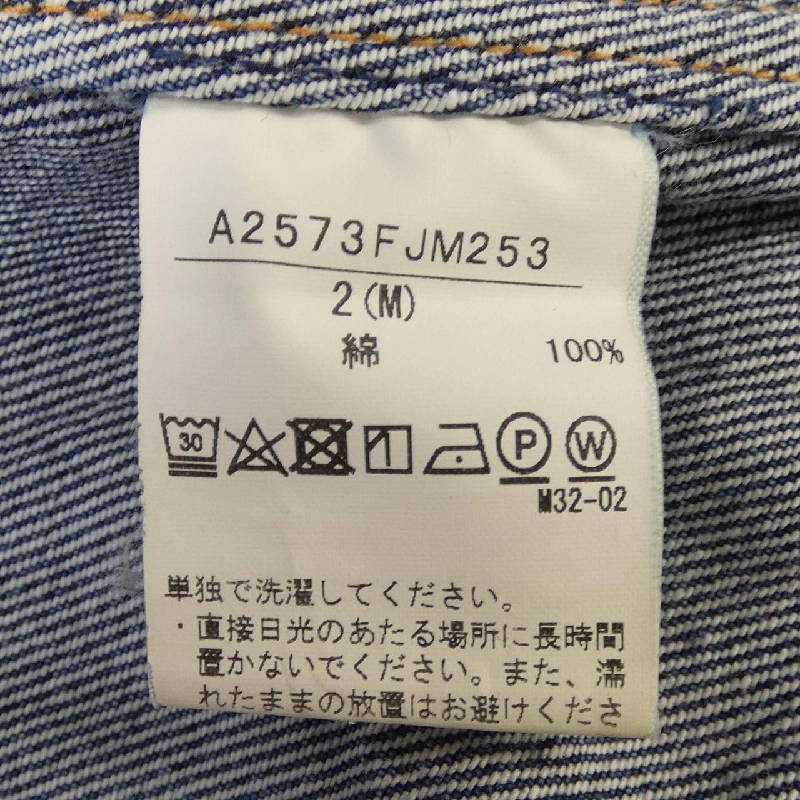 A2573FJM253
2(M)
綿 100%
30 P W
M32-02
単独で洗濯してください。
・直接日光のあたる場所に長時間
置かないでください。また、濡
れたままの放置はお避けくださ